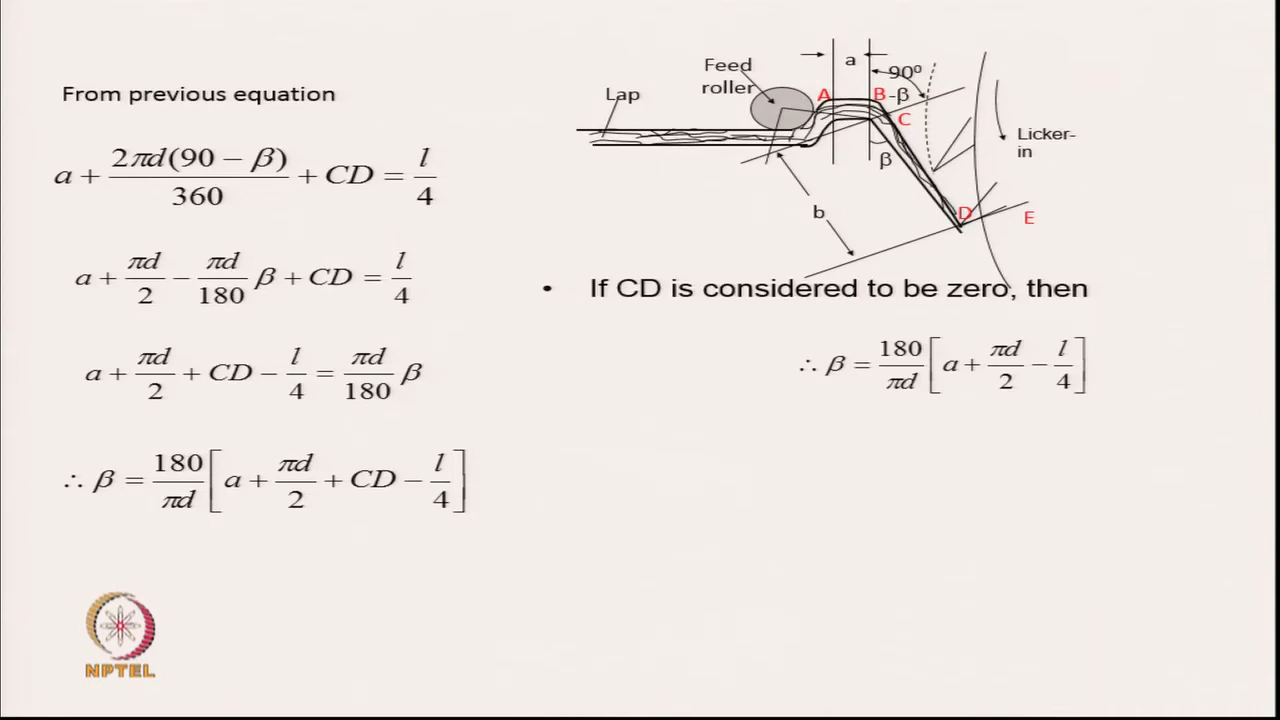 From previous equation
a + 2πd(90 − β)/360 + CD = l/4
a + πd/2 − πd/180 β + CD = l/4
a + πd/2 + CD − l/4 = πd/180 β
∴ β = 180/πd [a + πd/2 + CD − l/4]
Lap
Feed
roller
A
a
B
90⁰
-β
C
β
b
D
E
Licker-
in
• If CD is considered to be zero, then
∴ β = 180/πd [a + πd/2 − l/4]
NPTEL